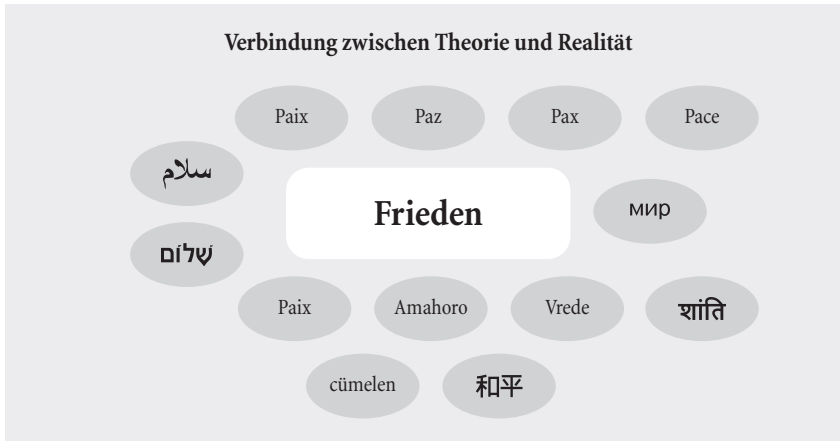 Verbindung zwischen Theorie und Realität
Paix Paz Pax Pace
سلام
Frieden
мир
שָׁלוֹם
Paix Amahoro Vrede शांति
cümelen 和平